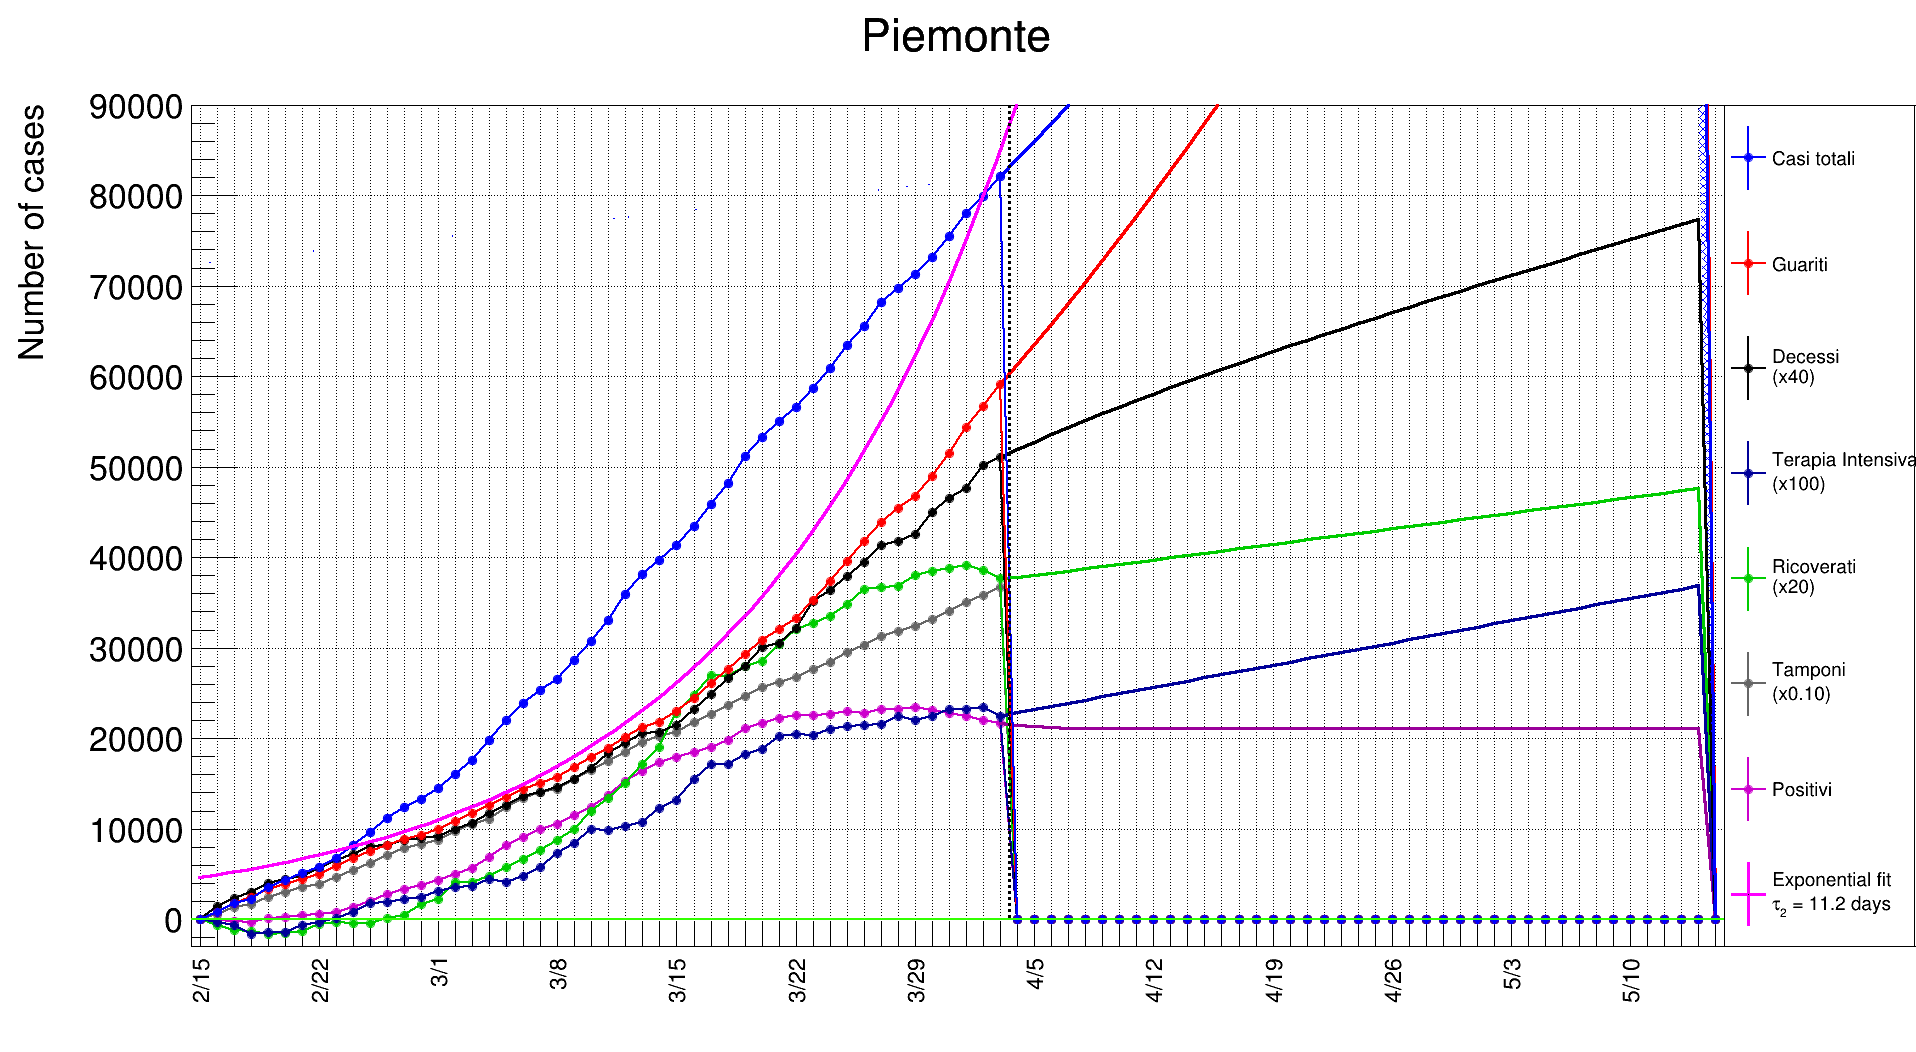 Piemonte
Number of cases
90000
80000
70000
60000
50000
40000
30000
20000
10000
0
2/15
2/22
3/1
3/8
3/15
3/22
3/29
4/5
4/12
4/19
4/26
5/3
5/10
Casi totali
Guariti
Decessi
(x40)
Terapia Intensiva
(x100)
Ricoverati
(x20)
Tamponi
(x0.10)
Positivi
Exponential fit
τ2 = 11.2 days